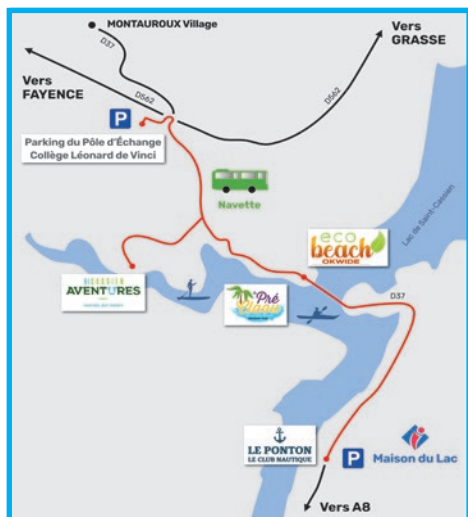 MONTAUROUX Village
D37
Vers
GRASSE
Vers
FAYENCE
D562
D562
P
Parking du Pôle d'Échange
Collège Léonard de Vinci
Navette
Lac de Saint-Cassien
eco
beach
OKWIDE
AVENTURES
Pré
Claou
D37
LE PONTON
LE CLUB NAUTIQUE
P
Maison du Lac
Vers A8